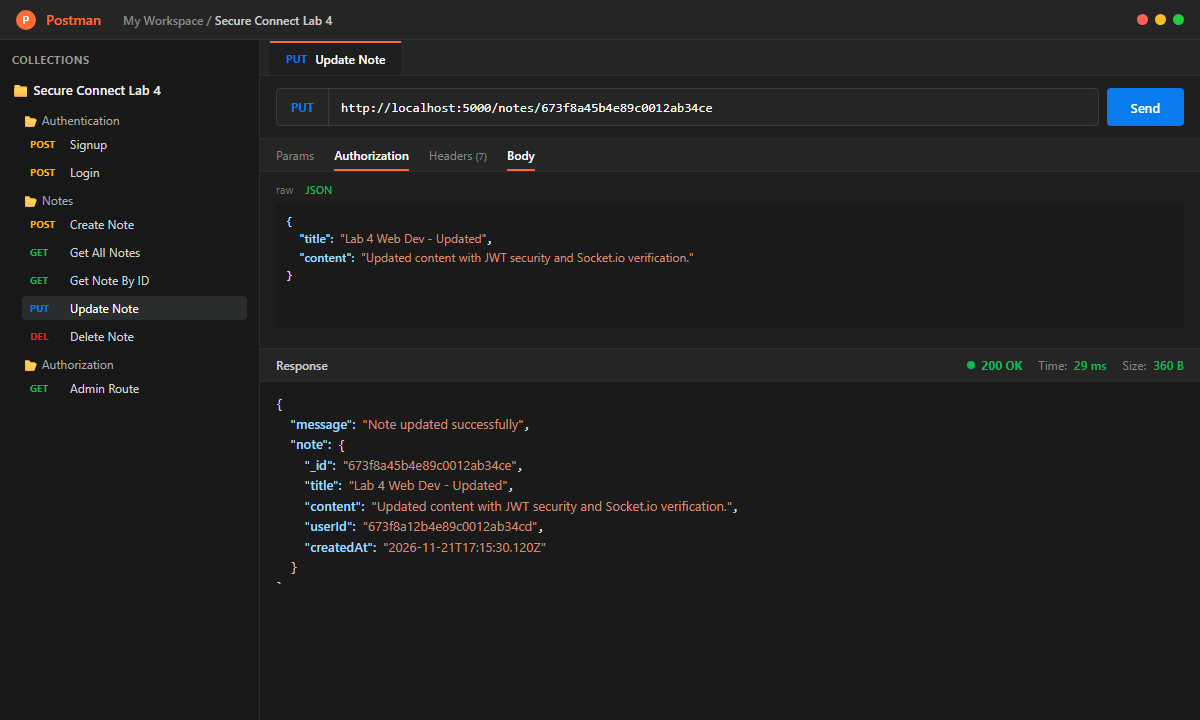 P Postman My Workspace / Secure Connect Lab 4
COLLECTIONS
Secure Connect Lab 4
Authentication
POST Signup
POST Login
Notes
POST Create Note
GET Get All Notes
GET Get Note By ID
PUT Update Note
DEL Delete Note
Authorization
GET Admin Route
PUT Update Note
PUT http://localhost:5000/notes/673f8a45b4e89c0012ab34ce Send
Params Authorization Headers (7) Body
raw JSON
{
"title": "Lab 4 Web Dev - Updated",
"content": "Updated content with JWT security and Socket.io verification."
}
Response 200 OK Time: 29 ms Size: 360 B
{
"message": "Note updated successfully",
"note": {
"_id": "673f8a45b4e89c0012ab34ce",
"title": "Lab 4 Web Dev - Updated",
"content": "Updated content with JWT security and Socket.io verification.",
"userId": "673f8a12b4e89c0012ab34cd",
"createdAt": "2026-11-21T17:15:30.120Z"
}